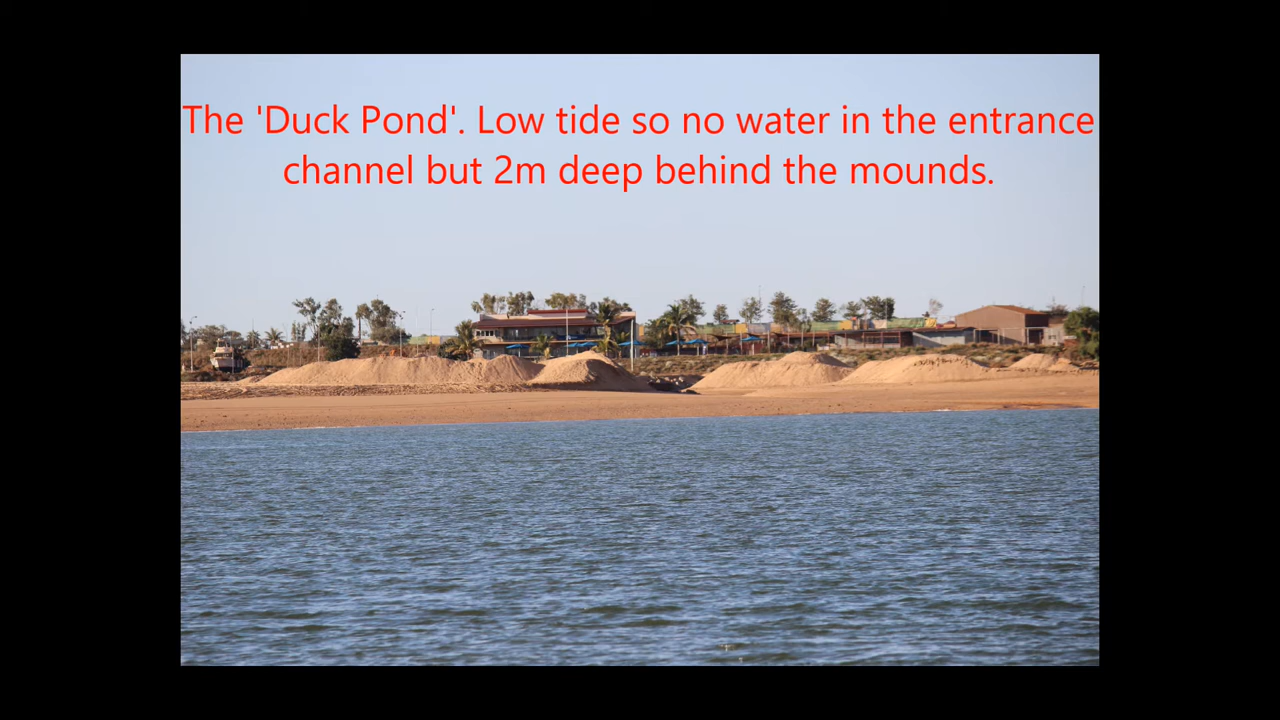 The 'Duck Pond'. Low tide so no water in the entrance
channel but 2m deep behind the mounds.